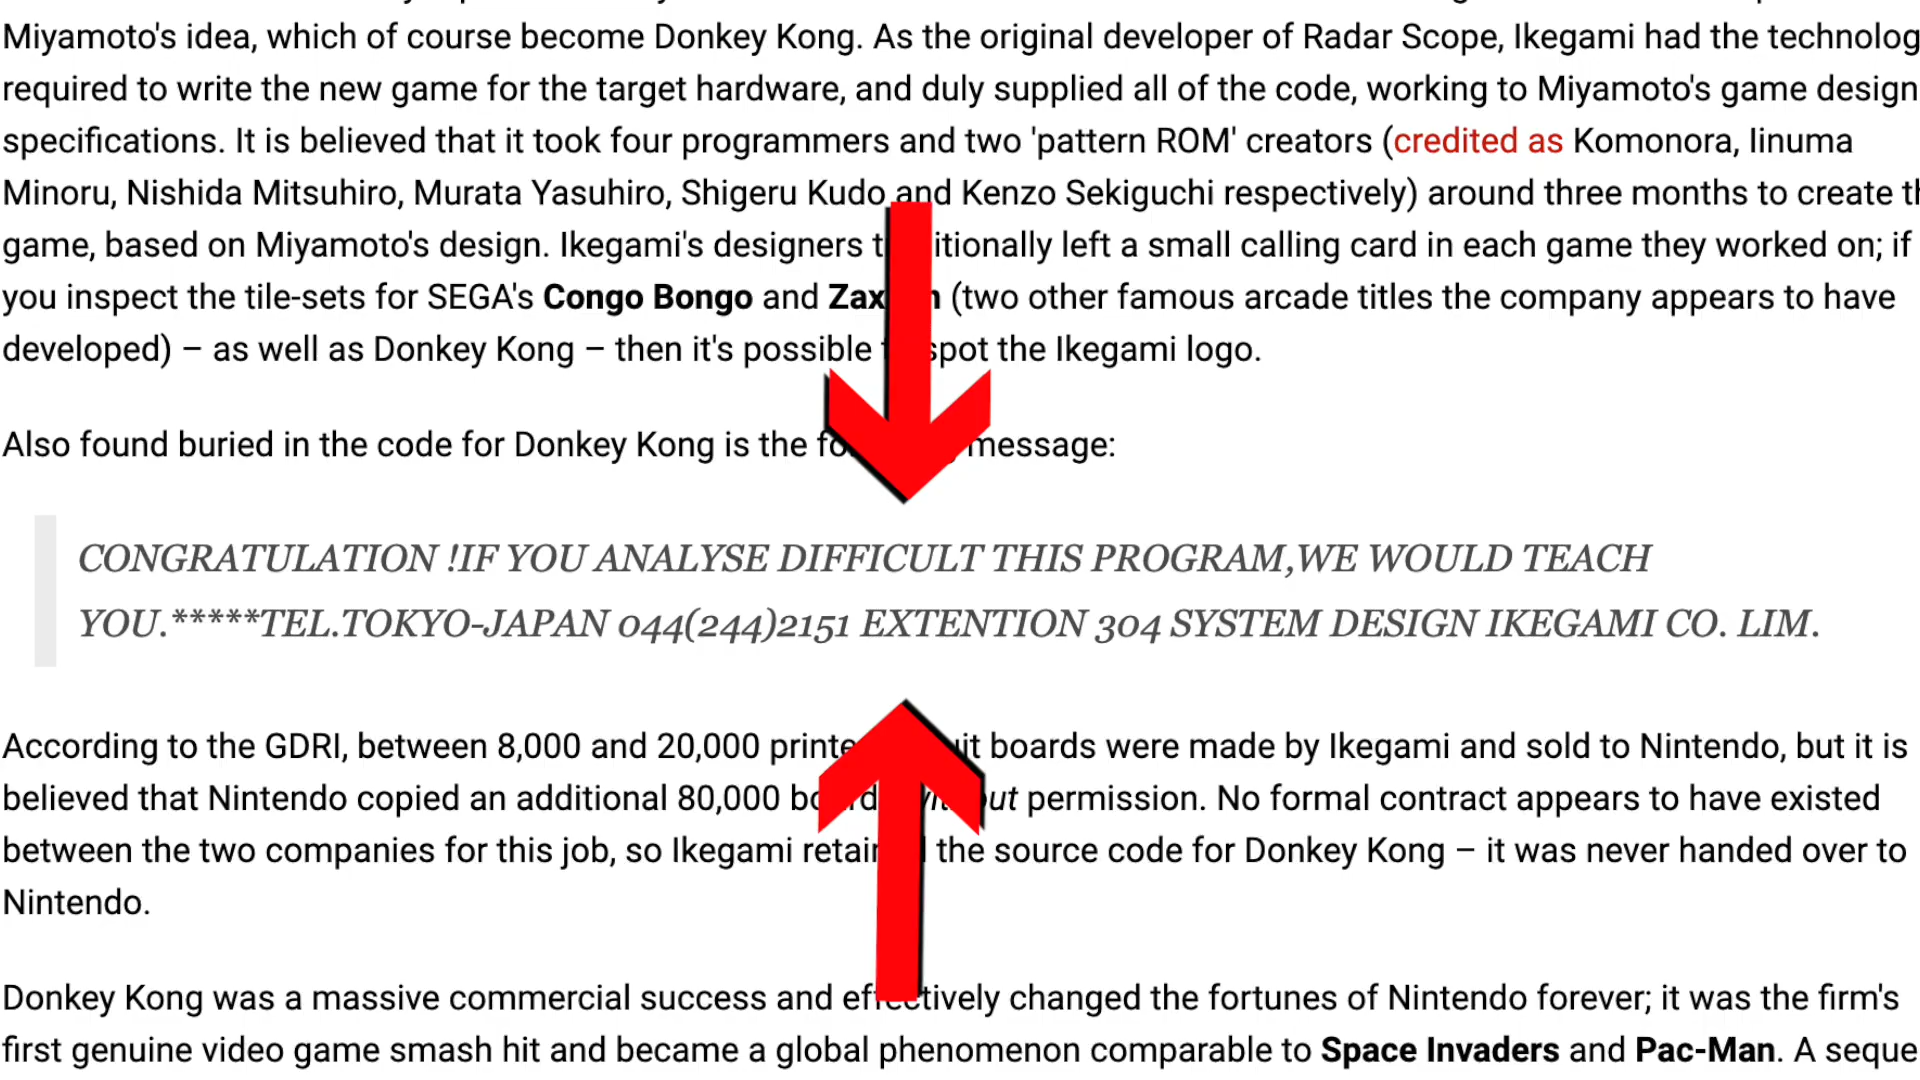 Miyamoto's idea, which of course become Donkey Kong. As the original developer of Radar Scope, Ikegami had the technolog
required to write the new game for the target hardware, and duly supplied all of the code, working to Miyamoto's game design
specifications. It is believed that it took four programmers and two 'pattern ROM' creators (credited as Komonora, Iinuma
Minoru, Nishida Mitsuhiro, Murata Yasuhiro, Shigeru Kudo and Kenzo Sekiguchi respectively) around three months to create th
game, based on Miyamoto's design. Ikegami's designers t itionally left a small calling card in each game they worked on; if
you inspect the tile-sets for SEGA's Congo Bongo and Zax n (two other famous arcade titles the company appears to have
developed) – as well as Donkey Kong – then it's possible spot the Ikegami logo.
Also found buried in the code for Donkey Kong is the fo message:
CONGRATULATION !IF YOU ANALYSE DIFFICULT THIS PROGRAM,WE WOULD TEACH
YOU.*****TEL.TOKYO-JAPAN 044(244)2151 EXTENTION 304 SYSTEM DESIGN IKEGAMI CO. LIM.
According to the GDRI, between 8,000 and 20,000 printe it boards were made by Ikegami and sold to Nintendo, but it is
believed that Nintendo copied an additional 80,000 permission. No formal contract appears to have existed
between the two companies for this job, so Ikegami retai the source code for Donkey Kong – it was never handed over to
Nintendo.
Donkey Kong was a massive commercial success and effectively changed the fortunes of Nintendo forever; it was the firm's
first genuine video game smash hit and became a global phenomenon comparable to Space Invaders and Pac-Man. A seque